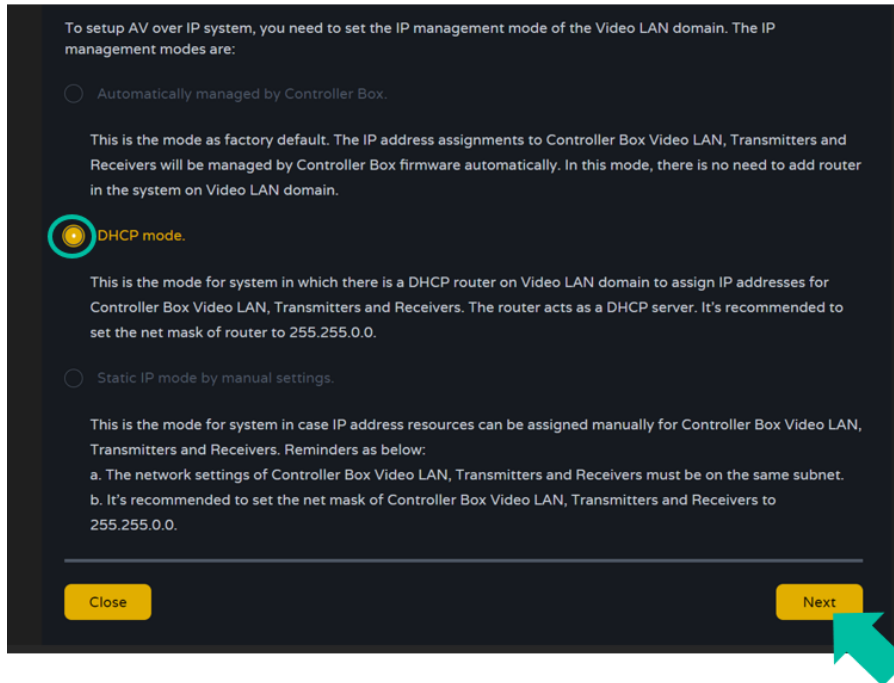 To setup AV over IP system, you need to set the IP management mode of the Video LAN domain. The IP
management modes are:
Automatically managed by Controller Box.
This is the mode as factory default. The IP address assignments to Controller Box Video LAN, Transmitters and
Receivers will be managed by Controller Box firmware automatically. In this mode, there is no need to add router
in the system on Video LAN domain.
DHCP mode.
This is the mode for system in which there is a DHCP router on Video LAN domain to assign IP addresses for
Controller Box Video LAN, Transmitters and Receivers. The router acts as a DHCP server. It's recommended to
set the net mask of router to 255.255.0.0.
Static IP mode by manual settings.
This is the mode for system in case IP address resources can be assigned manually for Controller Box Video LAN,
Transmitters and Receivers. Reminders as below:
a. The network settings of Controller Box Video LAN, Transmitters and Receivers must be on the same subnet.
b. It's recommended to set the net mask of Controller Box Video LAN, Transmitters and Receivers to
255.255.0.0.
Close
Next